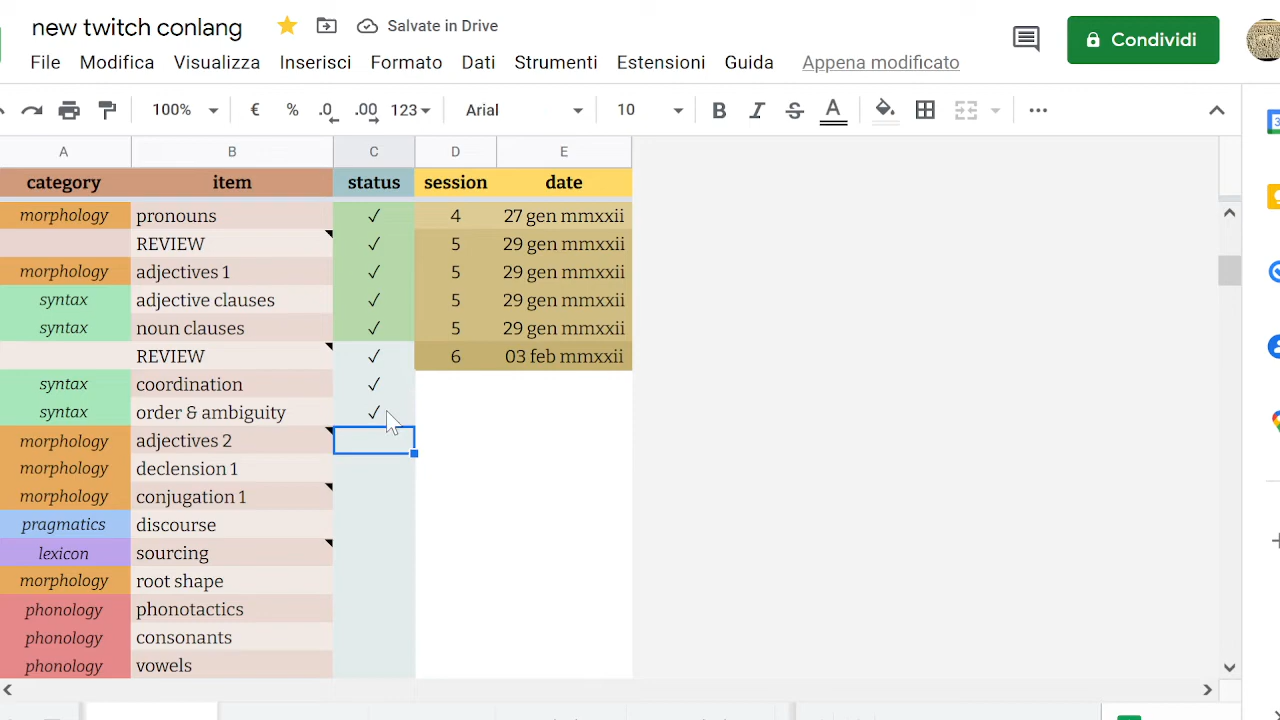 new twitch conlang Salvate in Drive
File Modifica Visualizza Inserisci Formato Dati Strumenti Estensioni Guida Appena modificato
Condividi
100% € % .0 .00 123 Arial 10 B I S A
A B C D E
category item status session date
morphology pronouns ✓ 4 27 gen mmxxii
REVIEW ✓ 5 29 gen mmxxii
morphology adjectives 1 ✓ 5 29 gen mmxxii
syntax adjective clauses ✓ 5 29 gen mmxxii
syntax noun clauses ✓ 5 29 gen mmxxii
REVIEW ✓ 6 03 feb mmxxii
syntax coordination ✓
syntax order & ambiguity ✓
morphology adjectives 2
morphology declension 1
morphology conjugation 1
pragmatics discourse
lexicon sourcing
morphology root shape
phonology phonotactics
phonology consonants
phonology vowels